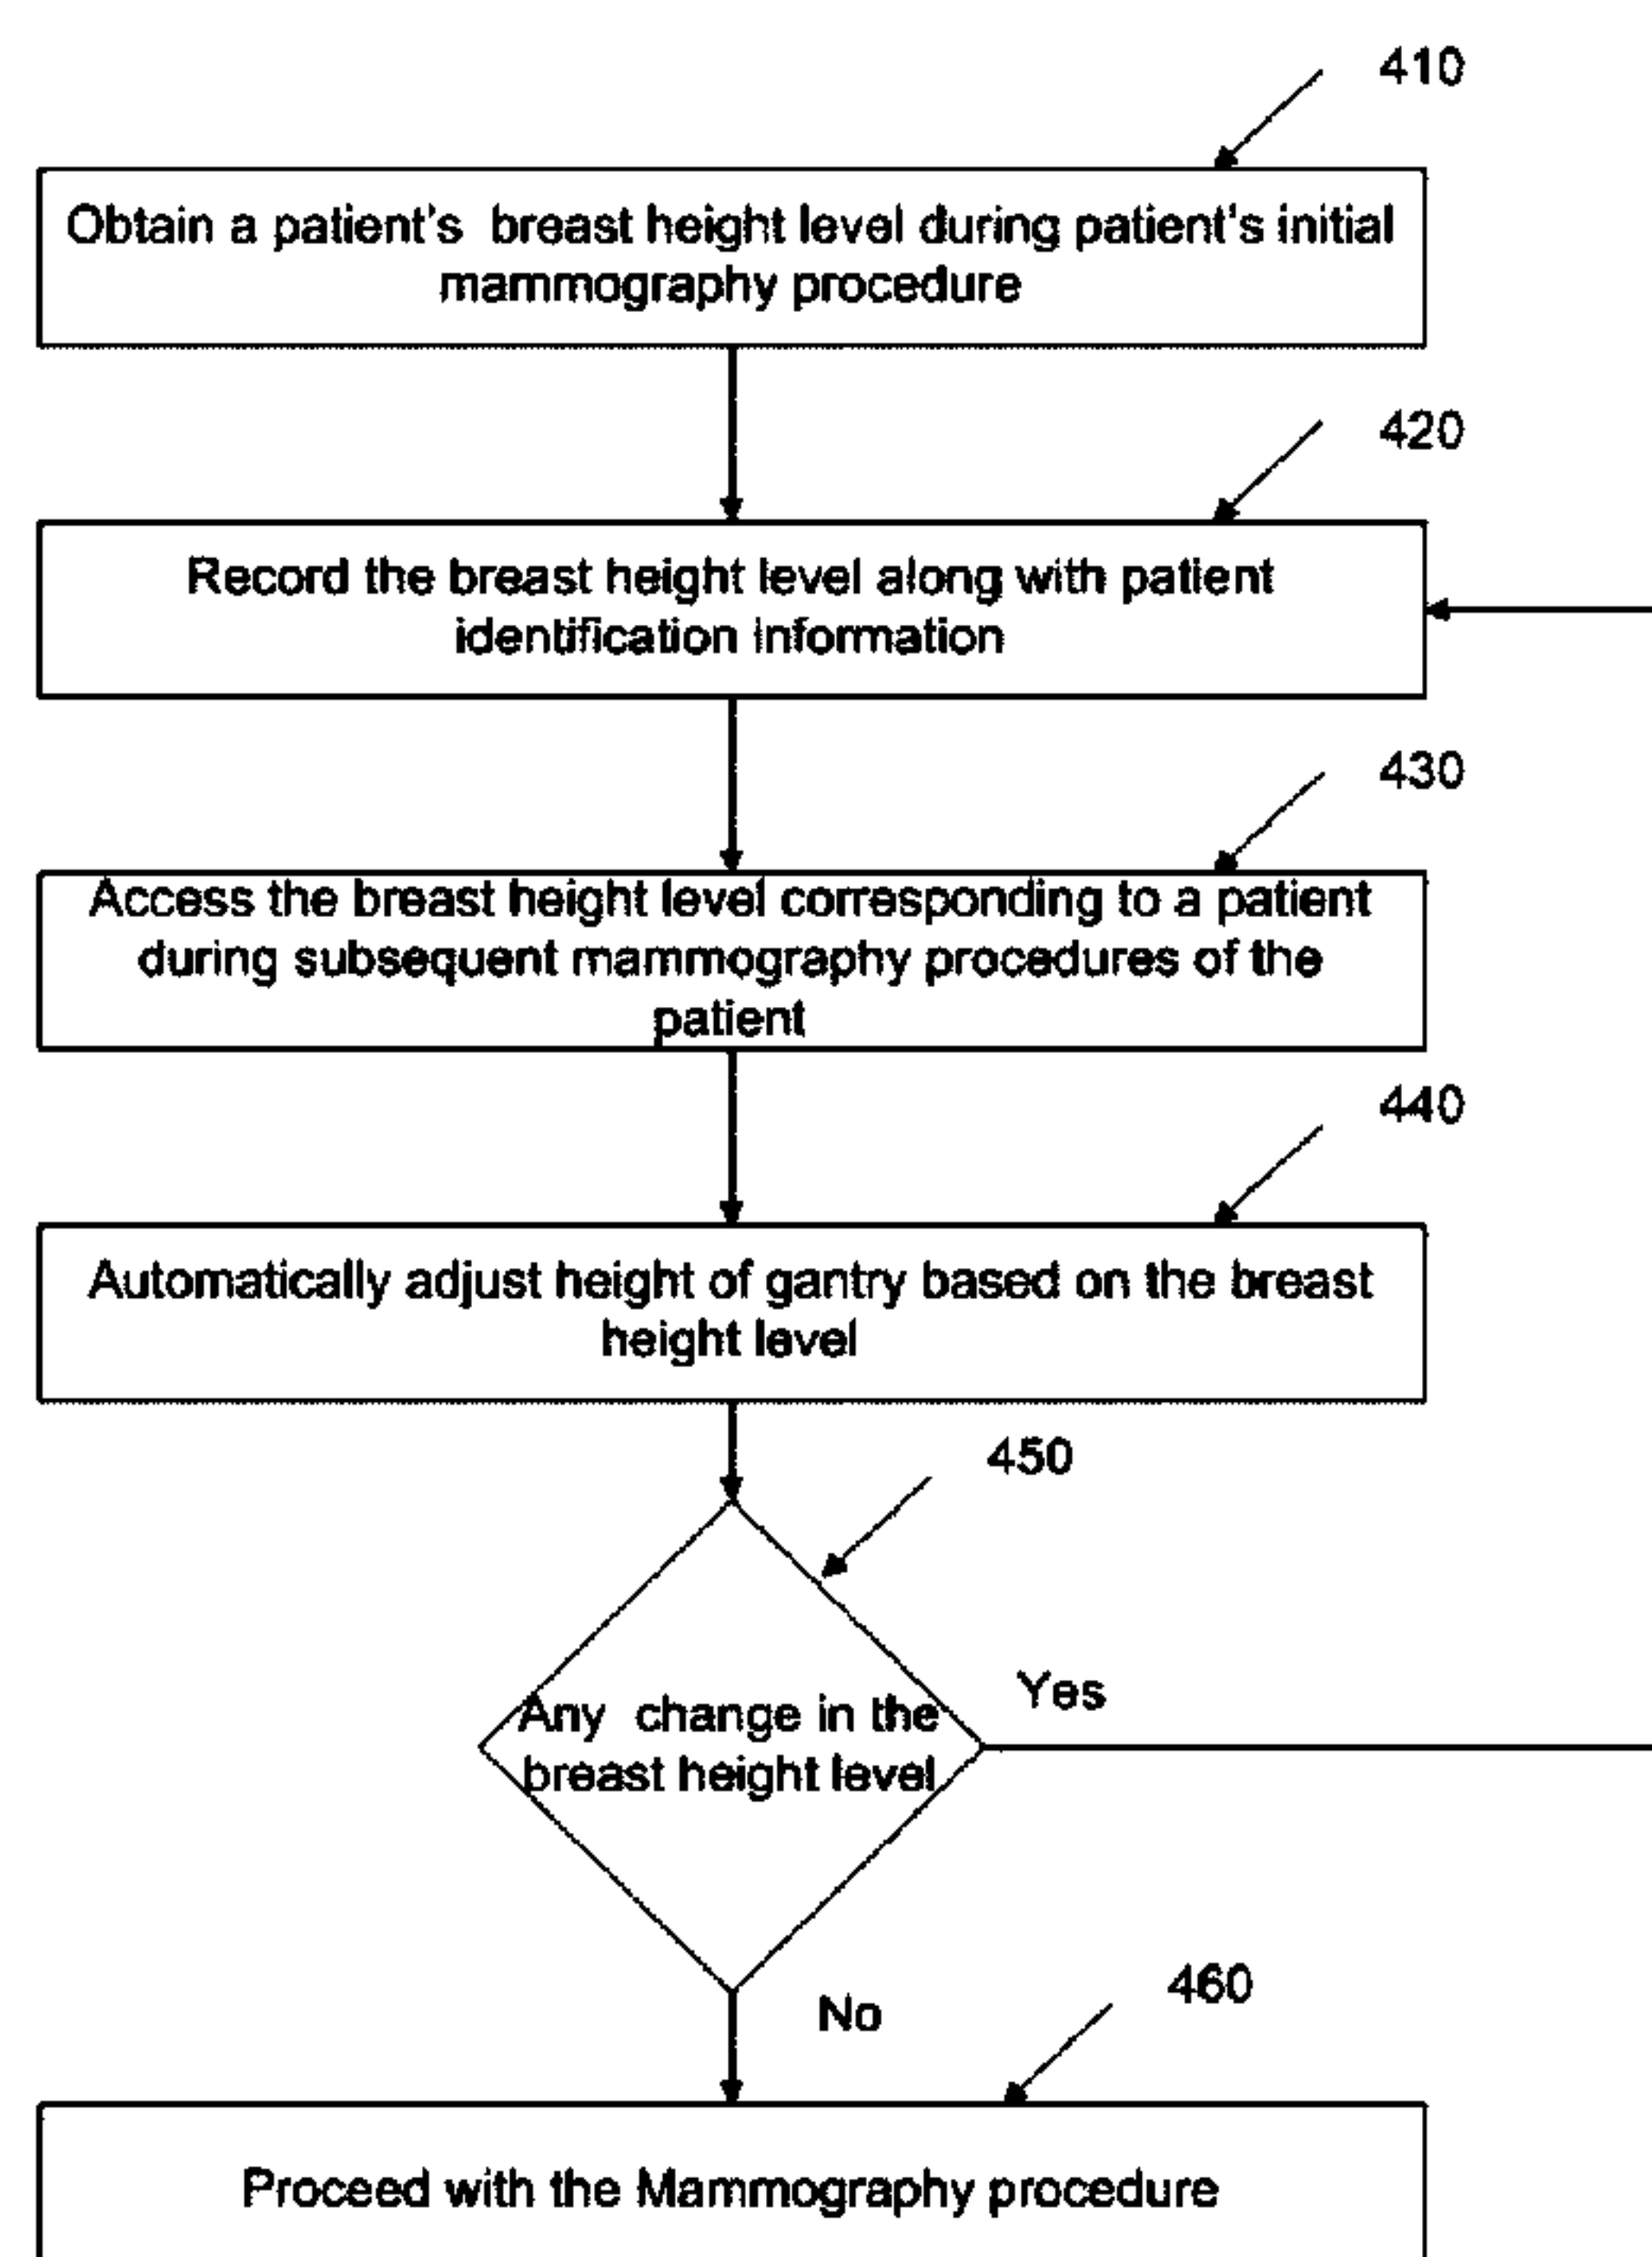 410
Obtain a patient's breast height level during patient's initial
mammography procedure
420
Record the breast height level along with patient
identification information
430
Access the breast height level corresponding to a patient
during subsequent mammography procedures of the
patient
440
Automatically adjust height of gantry based on the breast
height level
450
Any change in the
breast height level
Yes
No
460
Proceed with the Mammography procedure